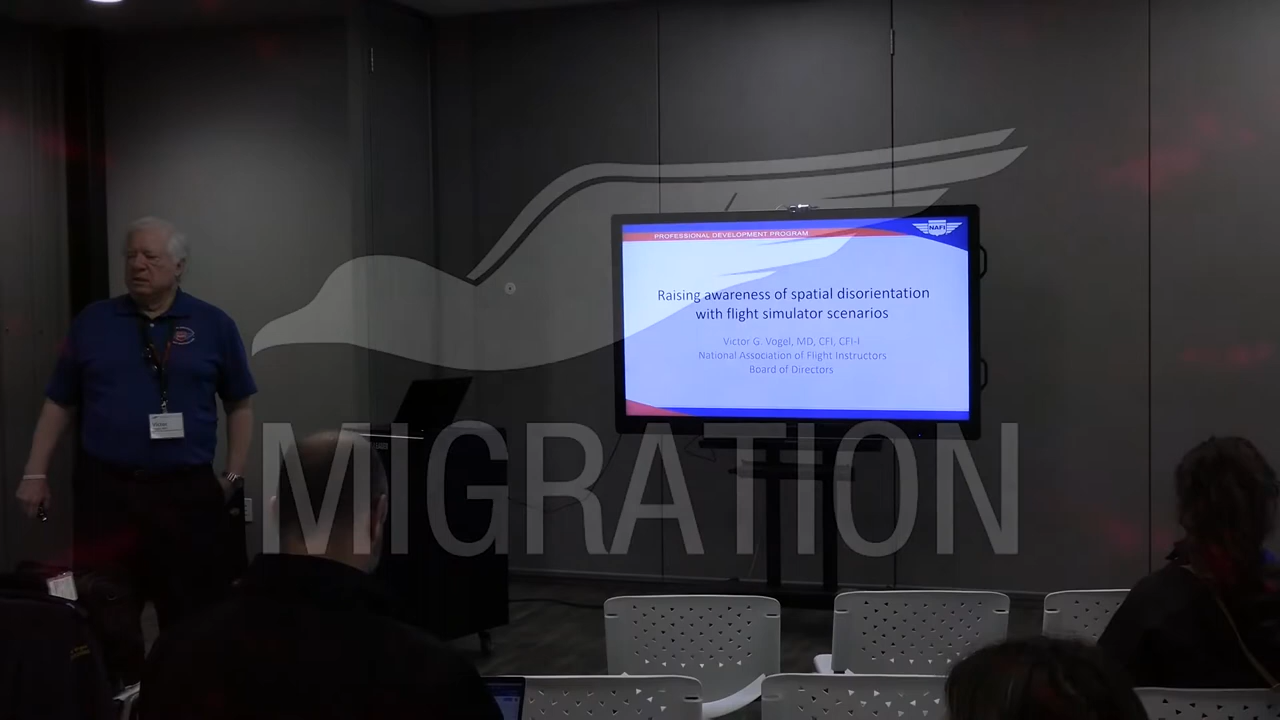 PROFESSIONAL DEVELOPMENT PROGRAM
NAFI
Raising awareness of spatial disorientation
with flight simulator scenarios
Victor G. Vogel, MD, CFI, CFI-I
National Association of Flight Instructors
Board of Directors
Victor
MIGRATION